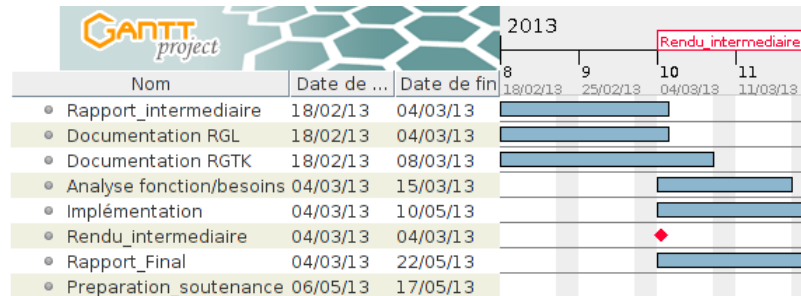 GANTT
project
2013
Rendu_intermediaire
8 9 10 11
18/02/13 25/02/13 04/03/13 11/03/13
Nom Date de ... Date de fin
Rapport_intermediaire 18/02/13 04/03/13
Documentation RGL 18/02/13 04/03/13
Documentation RGTK 18/02/13 08/03/13
Analyse fonction/besoins 04/03/13 15/03/13
Implémentation 04/03/13 10/05/13
Rendu_intermediaire 04/03/13 04/03/13
Rapport_Final 04/03/13 22/05/13
Preparation_soutenance 06/05/13 17/05/13